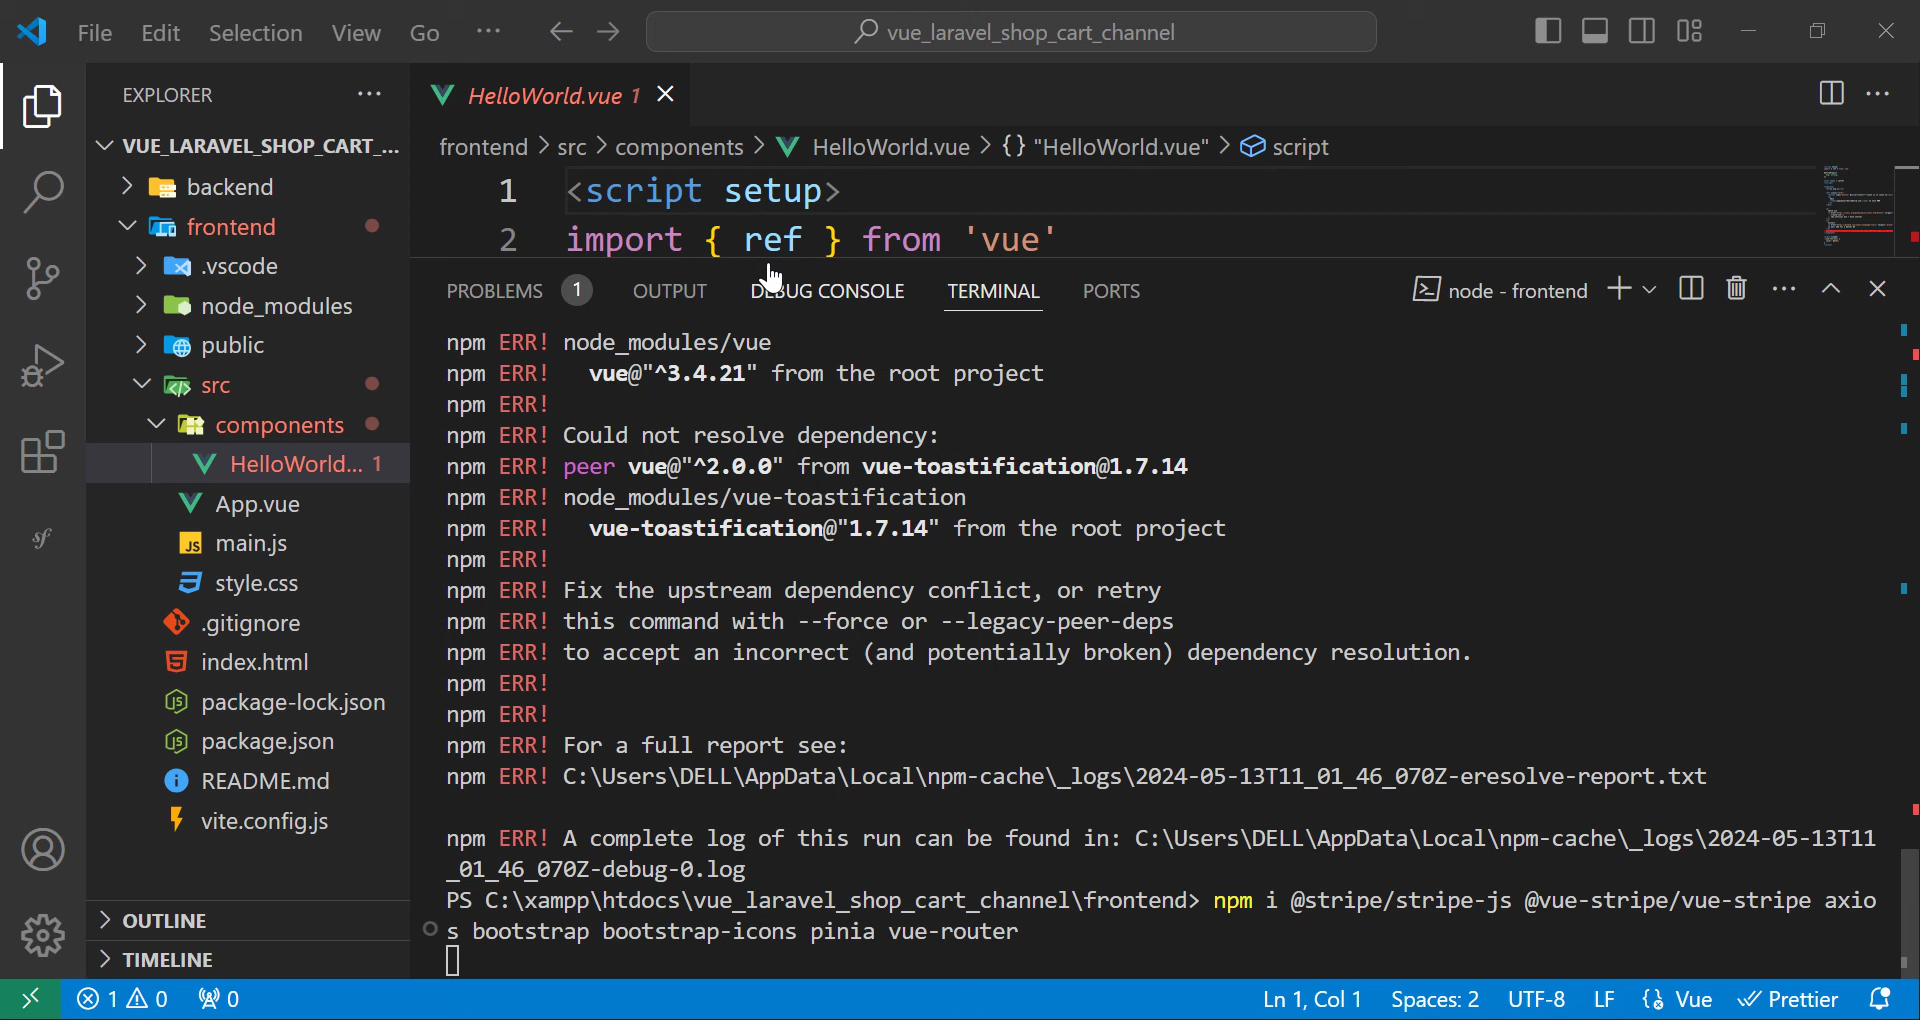 File Edit Selection View Go ··· vue_laravel_shop_cart_channel
EXPLORER ···
VUE_LARAVEL_SHOP_CART_...
backend
frontend
.vscode
node_modules
public
src
components
HelloWorld... 1
App.vue
main.js
style.css
.gitignore
index.html
package-lock.json
package.json
README.md
vite.config.js
OUTLINE
TIMELINE
HelloWorld.vue 1
frontend > src > components > HelloWorld.vue > {} "HelloWorld.vue" > script
1 <script setup>
2 import { ref } from 'vue'
PROBLEMS 1 OUTPUT DEBUG CONSOLE TERMINAL PORTS node - frontend
npm ERR! node_modules/vue
npm ERR!   vue@"^3.4.21" from the root project
npm ERR!
npm ERR! Could not resolve dependency:
npm ERR! peer vue@"^2.0.0" from vue-toastification@1.7.14
npm ERR! node_modules/vue-toastification
npm ERR!   vue-toastification@"1.7.14" from the root project
npm ERR!
npm ERR! Fix the upstream dependency conflict, or retry
npm ERR! this command with --force or --legacy-peer-deps
npm ERR! to accept an incorrect (and potentially broken) dependency resolution.
npm ERR!
npm ERR!
npm ERR! For a full report see:
npm ERR! C:\Users\DELL\AppData\Local\npm-cache\_logs\2024-05-13T11_01_46_070Z-eresolve-report.txt
npm ERR! A complete log of this run can be found in: C:\Users\DELL\AppData\Local\npm-cache\_logs\2024-05-13T11
_01_46_070Z-debug-0.log
PS C:\xampp\htdocs\vue_laravel_shop_cart_channel\frontend> npm i @stripe/stripe-js @vue-stripe/vue-stripe axio
s bootstrap bootstrap-icons pinia vue-router
1 0 0 Ln 1, Col 1 Spaces: 2 UTF-8 LF Vue Prettier